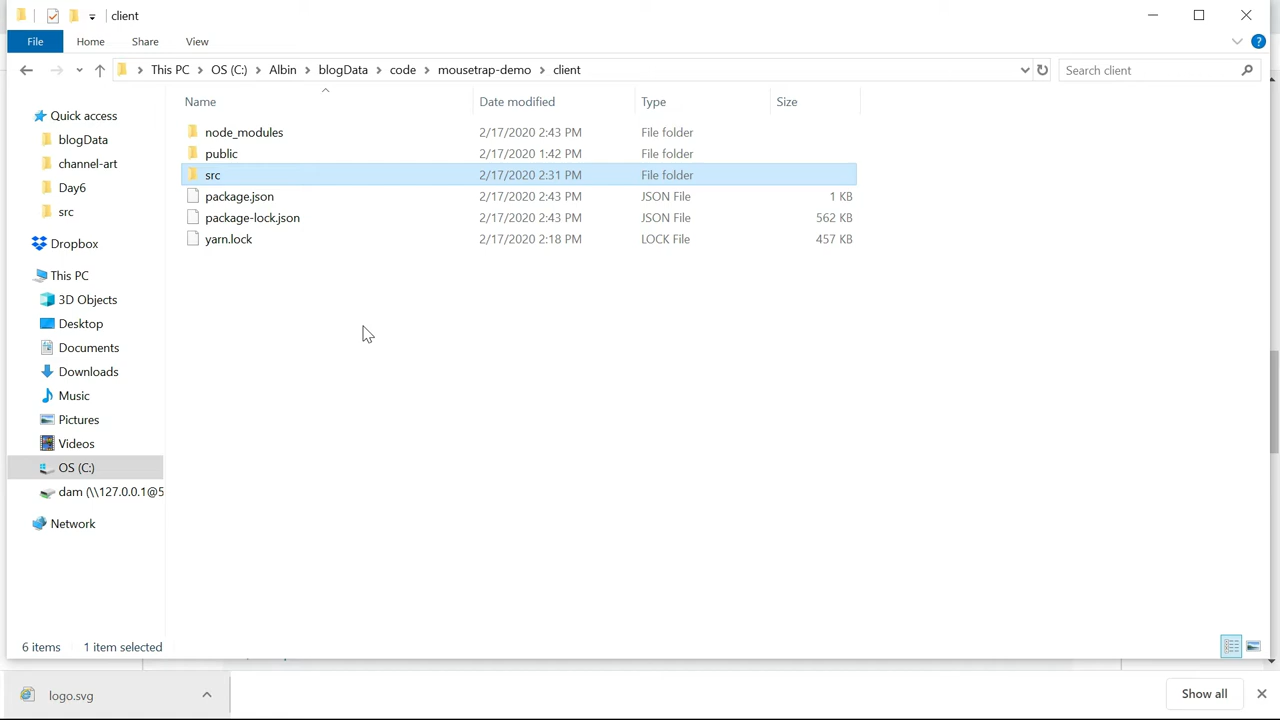 client
File Home Share View
This PC OS (C:) Albin blogData code mousetrap-demo client Search client
Name Date modified Type Size
Quick access
blogData
channel-art
Day6
src
Dropbox
This PC
3D Objects
Desktop
Documents
Downloads
Music
Pictures
Videos
OS (C:)
dam (\\127.0.0.1@5
Network
node_modules 2/17/2020 2:43 PM File folder
public 2/17/2020 1:42 PM File folder
src 2/17/2020 2:31 PM File folder
package.json 2/17/2020 2:43 PM JSON File 1 KB
package-lock.json 2/17/2020 2:43 PM JSON File 562 KB
yarn.lock 2/17/2020 2:18 PM LOCK File 457 KB
6 items 1 item selected
logo.svg Show all